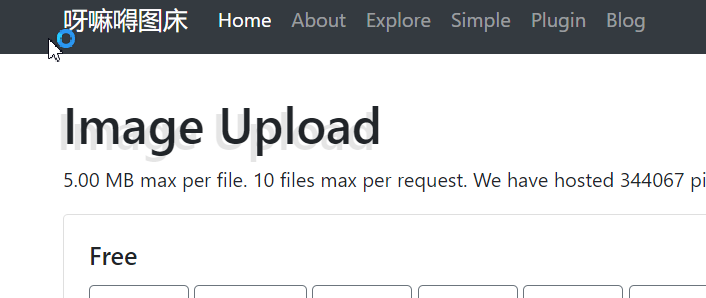 呀嘛嘚图床 Home About Explore Simple Plugin Blog
Image Upload
5.00 MB max per file. 10 files max per request. We have hosted 344067 pi
Free